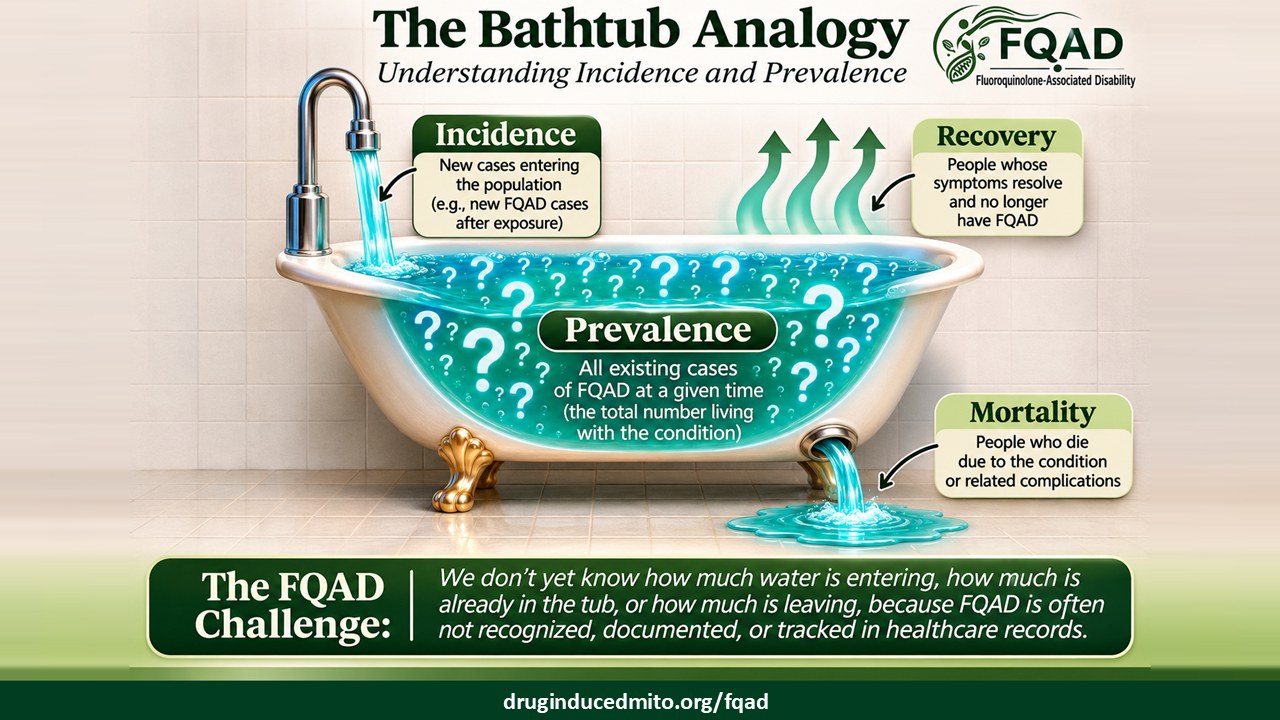 The Bathtub Analogy
Understanding Incidence and Prevalence
FQAD
Fluoroquinolone-Associated Disability
Incidence
New cases entering
the population
(e.g., new FQAD cases
after exposure)
Recovery
People whose
symptoms resolve
and no longer
have FQAD
Prevalence
All existing cases
of FQAD at a given time
(the total number living
with the condition)
Mortality
People who die
due to the condition
or related complications
The FQAD
Challenge:
We don't yet know how much water is entering, how much is
already in the tub, or how much is leaving, because FQAD is often
not recognized, documented, or tracked in healthcare records.
druginducedmito.org/fqad